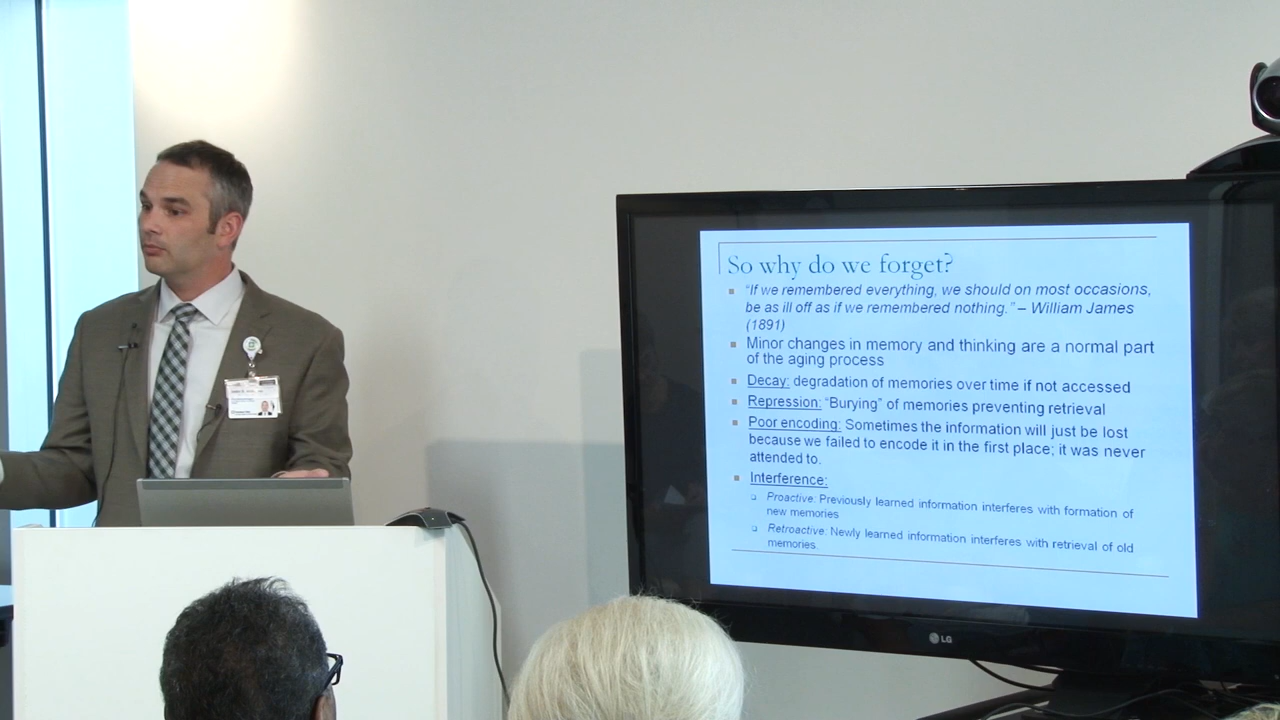 So why do we forget?
“If we remembered everything, we should on most occasions,
be as ill off as if we remembered nothing.” – William James
(1891)
Minor changes in memory and thinking are a normal part
of the aging process
Decay: degradation of memories over time if not accessed
Repression: “Burying” of memories preventing retrieval
Poor encoding: Sometimes the information will just be lost
because we failed to encode it in the first place; it was never
attended to.
Interference:
Proactive: Previously learned information interferes with formation of
new memories
Retroactive: Newly learned information interferes with retrieval of old
memories.
LG